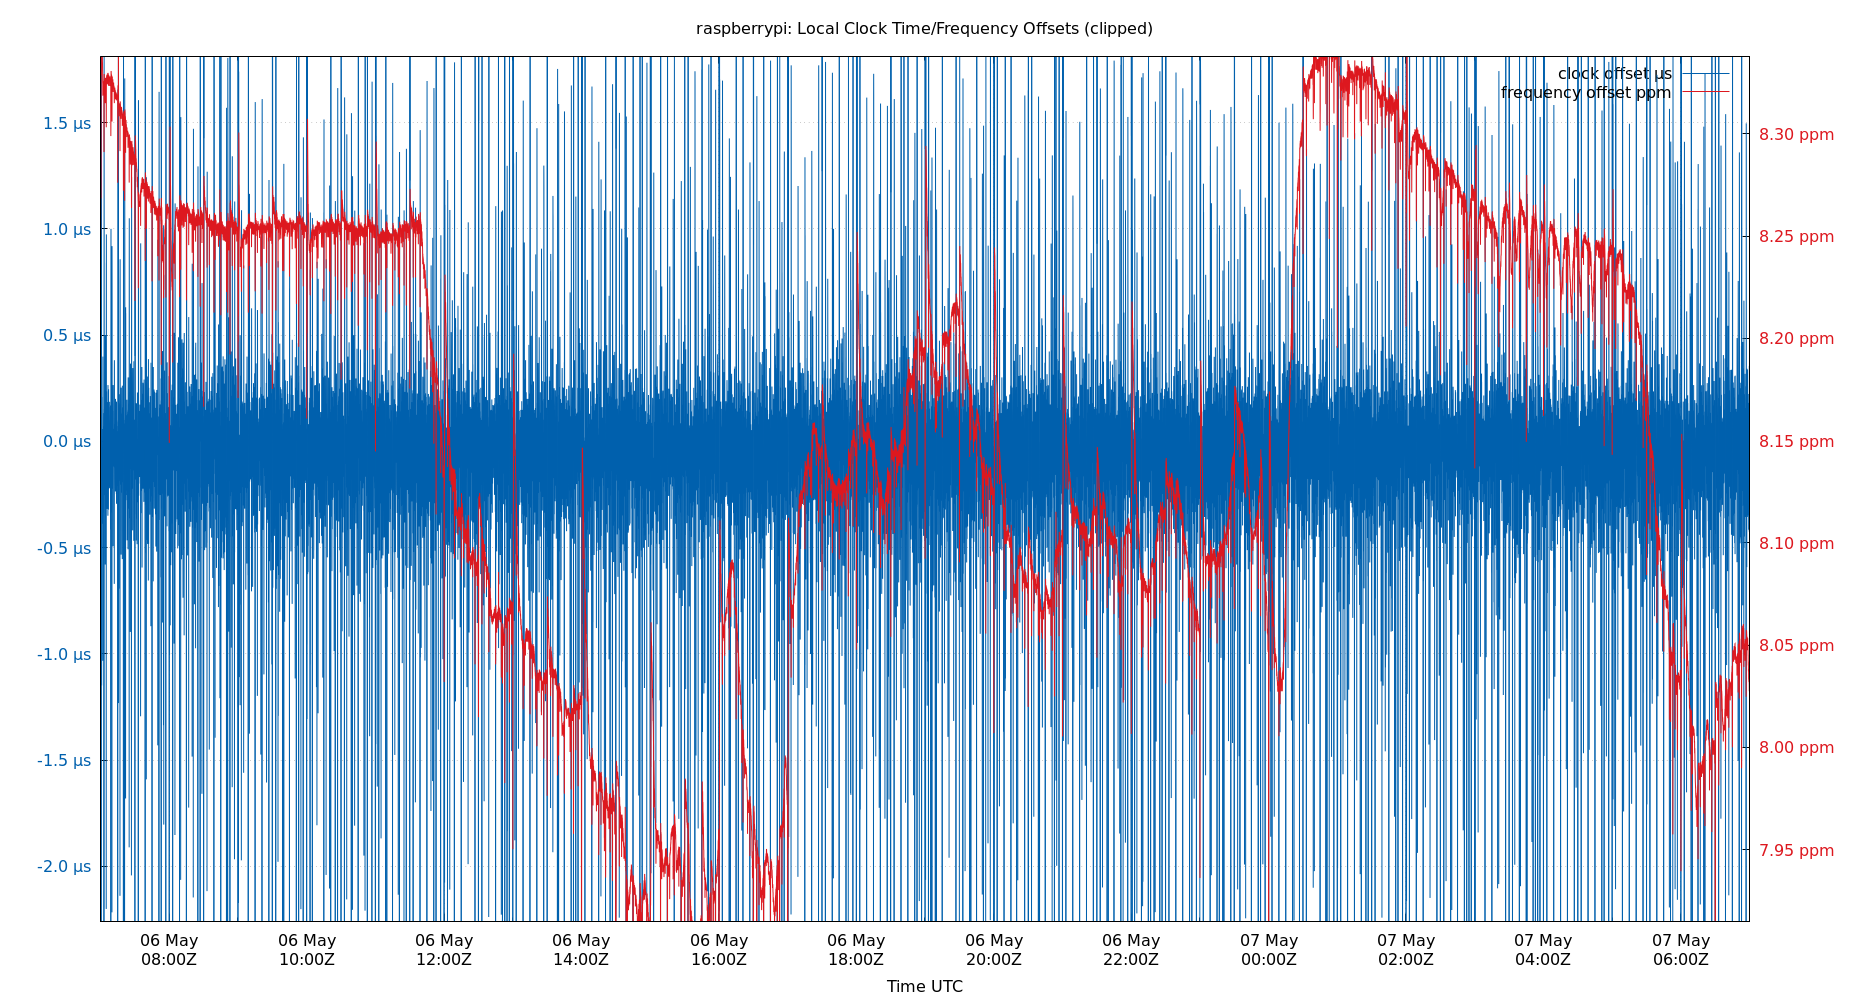 raspberrypi: Local Clock Time/Frequency Offsets (clipped)
clock offset µs
frequency offset ppm
1.5 µs
1.0 µs
0.5 µs
0.0 µs
-0.5 µs
-1.0 µs
-1.5 µs
-2.0 µs
8.30 ppm
8.25 ppm
8.20 ppm
8.15 ppm
8.10 ppm
8.05 ppm
8.00 ppm
7.95 ppm
06 May 06 May 06 May 06 May 06 May 06 May 06 May 06 May 07 May 07 May 07 May 07 May
08:00Z 10:00Z 12:00Z 14:00Z 16:00Z 18:00Z 20:00Z 22:00Z 00:00Z 02:00Z 04:00Z 06:00Z
Time UTC